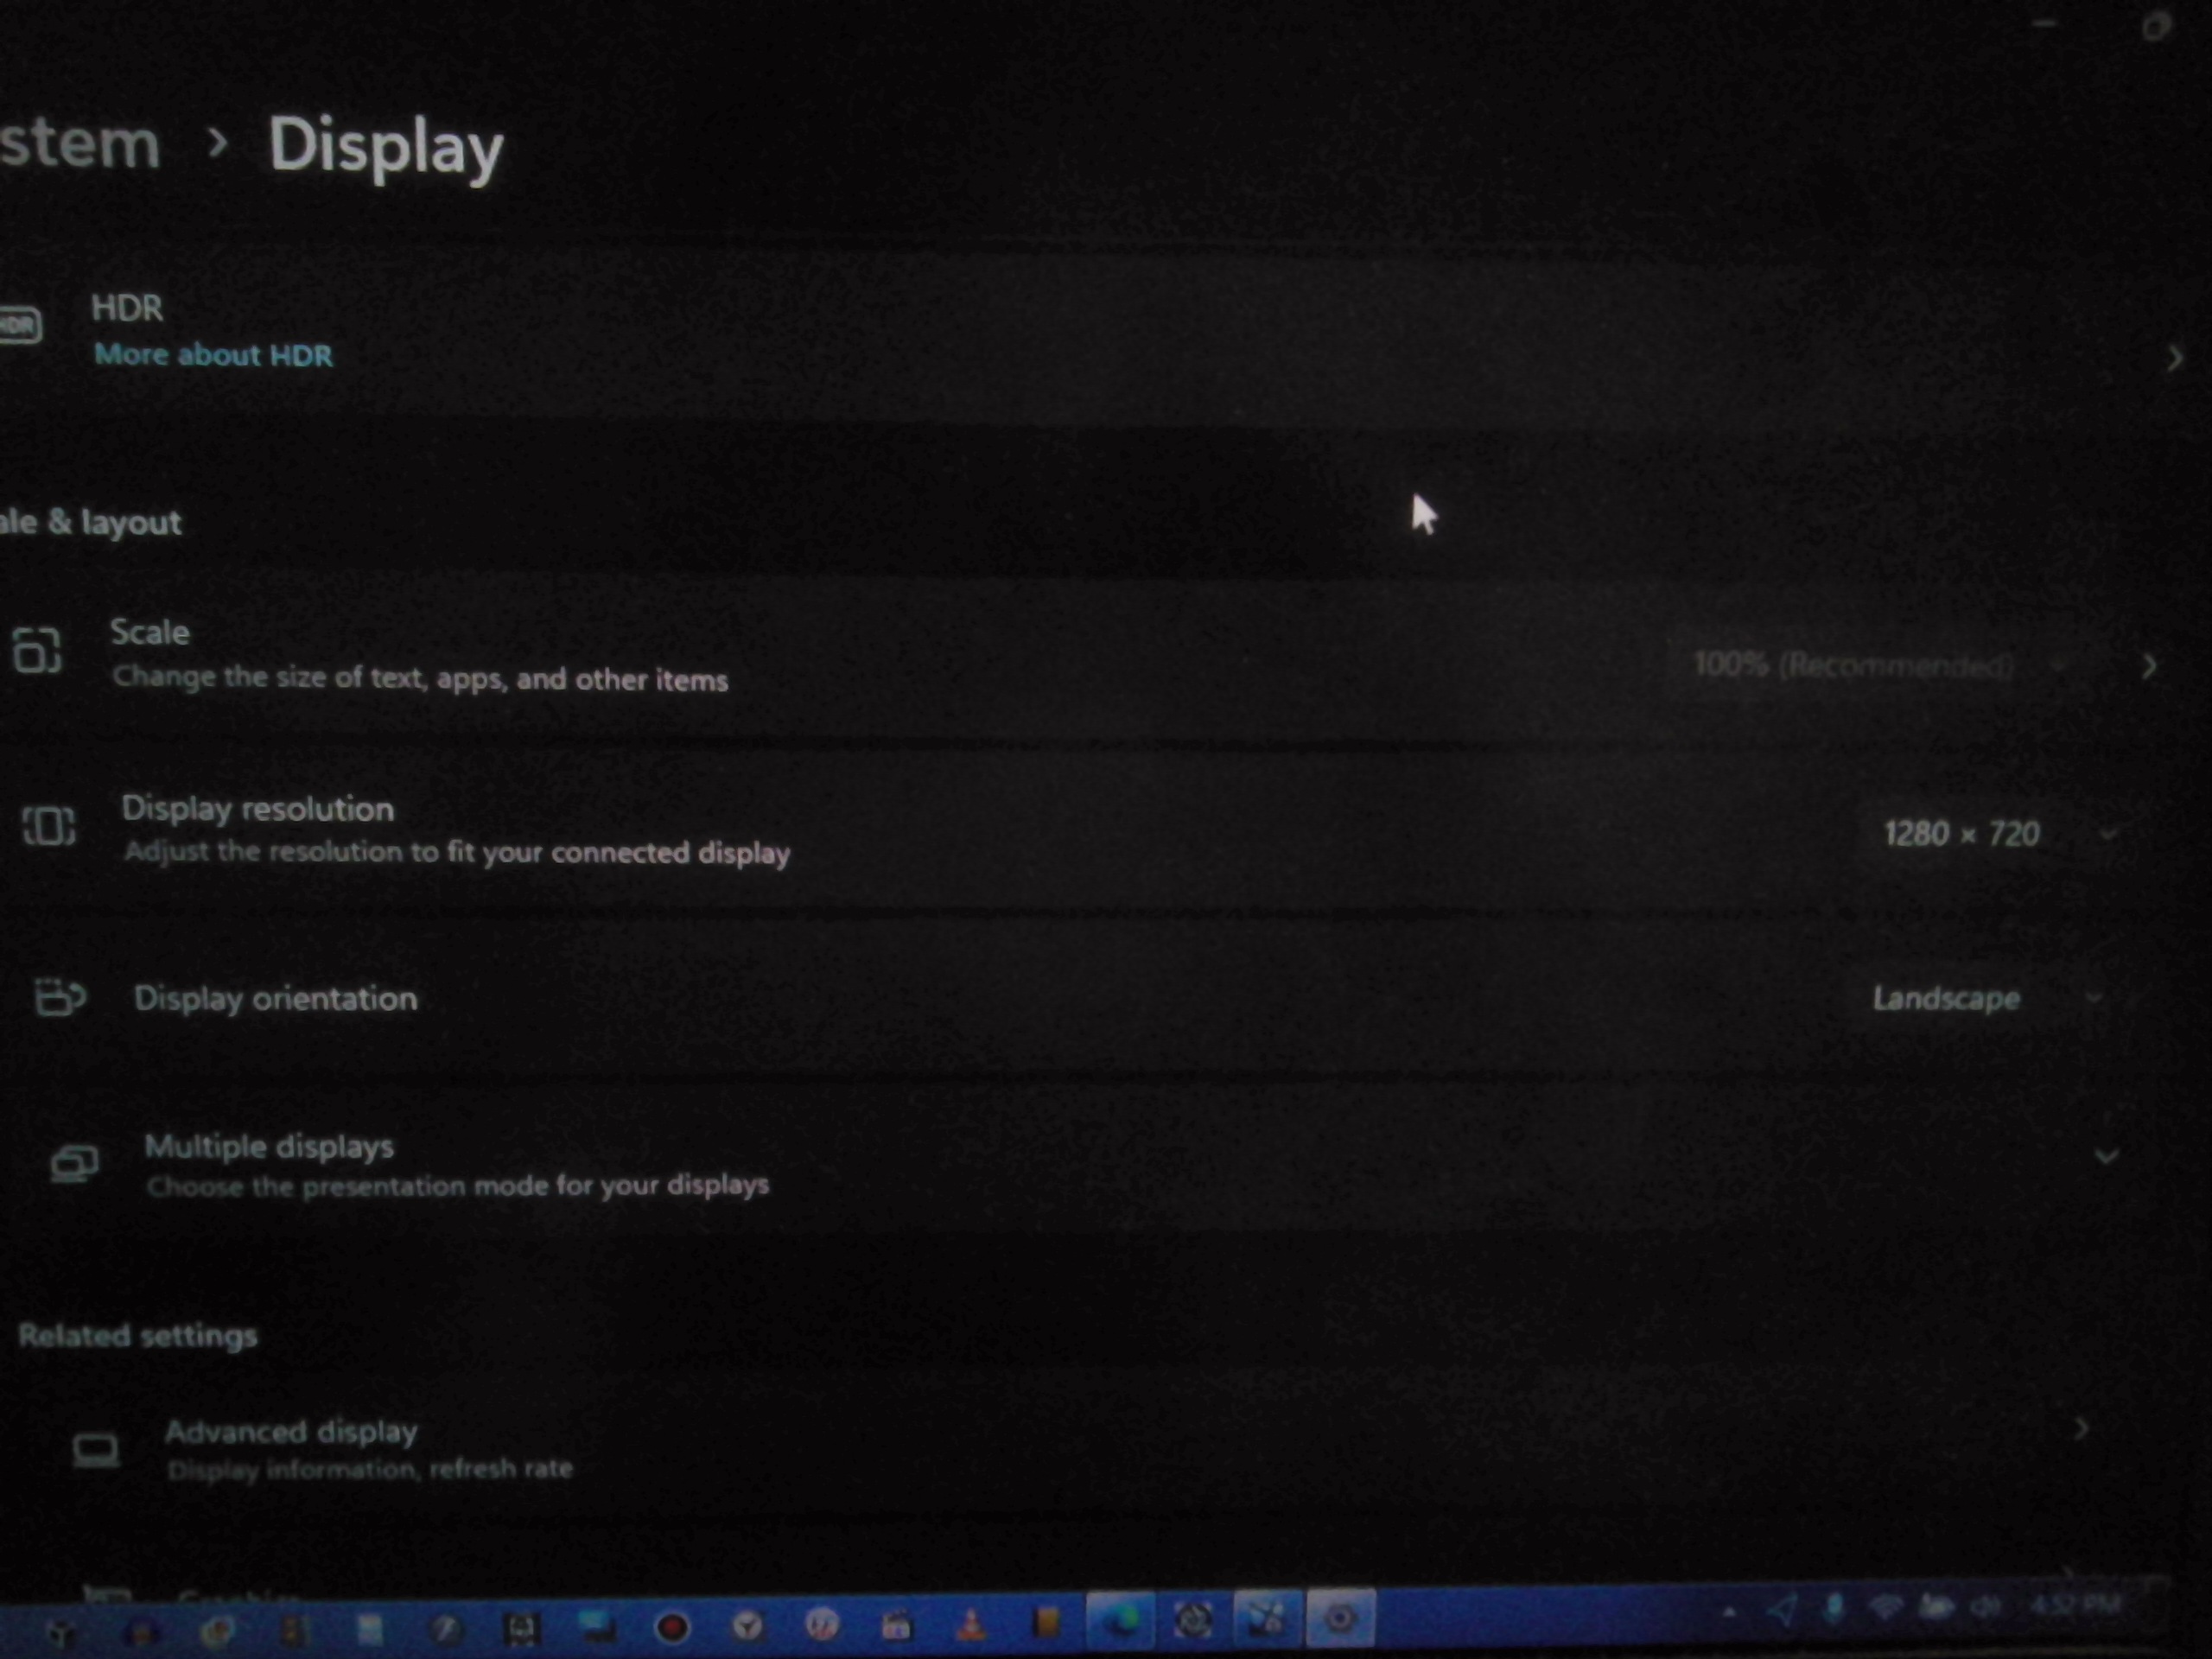 stem > Display
HDR
HDR
More about HDR
ale & layout
Scale
Change the size of text, apps, and other items
100% (Recommended)
Display resolution
Adjust the resolution to fit your connected display
1280 × 720
Display orientation
Landscape
Multiple displays
Choose the presentation mode for your displays
Related settings
Advanced display
Display information, refresh rate
4:52 PM